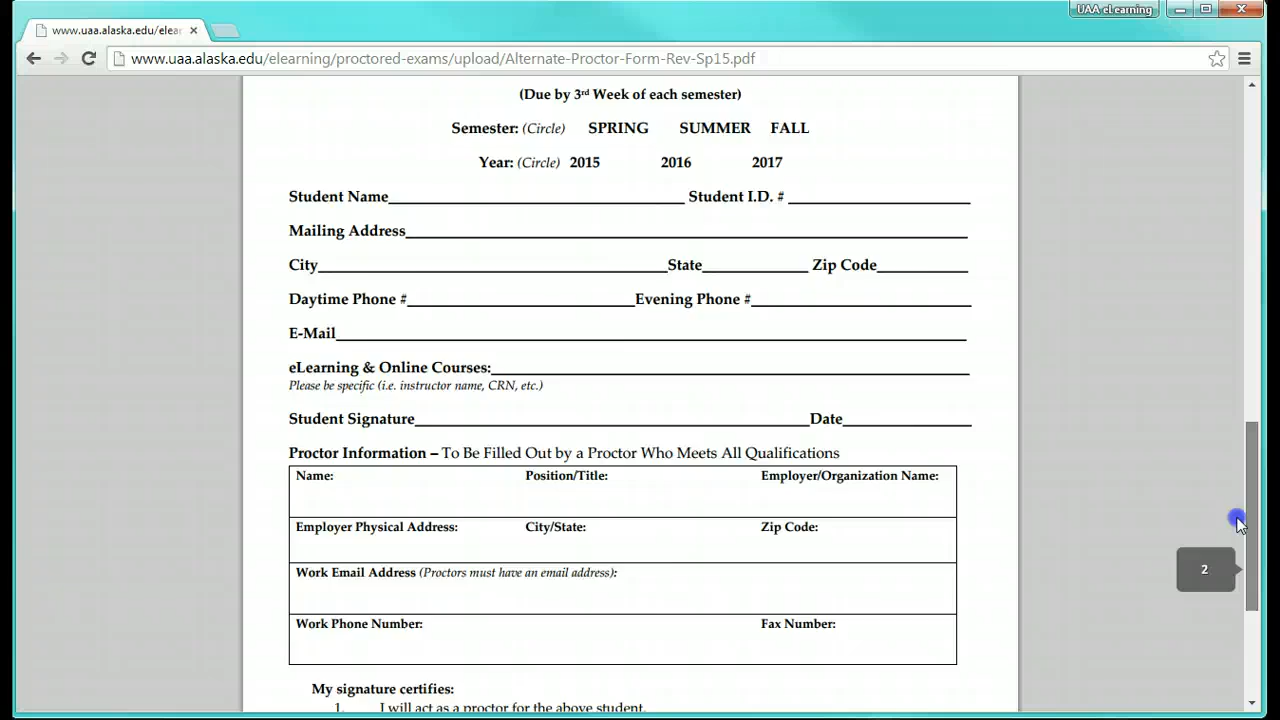 UAA eLearning
www.uaa.alaska.edu/elea
www.uaa.alaska.edu/elearning/proctored-exams/upload/Alternate-Proctor-Form-Rev-Sp15.pdf
(Due by 3rd Week of each semester)
Semester: (Circle) SPRING SUMMER FALL
Year: (Circle) 2015 2016 2017
Student Name Student I.D. #
Mailing Address
City State Zip Code
Daytime Phone # Evening Phone #
E-Mail
eLearning & Online Courses:
Please be specific (i.e. instructor name, CRN, etc.)
Student Signature Date
Proctor Information – To Be Filled Out by a Proctor Who Meets All Qualifications
Name: Position/Title: Employer/Organization Name:
Employer Physical Address: City/State: Zip Code:
Work Email Address (Proctors must have an email address):
2
Work Phone Number: Fax Number:
My signature certifies:
1. I will act as a proctor for the above student.